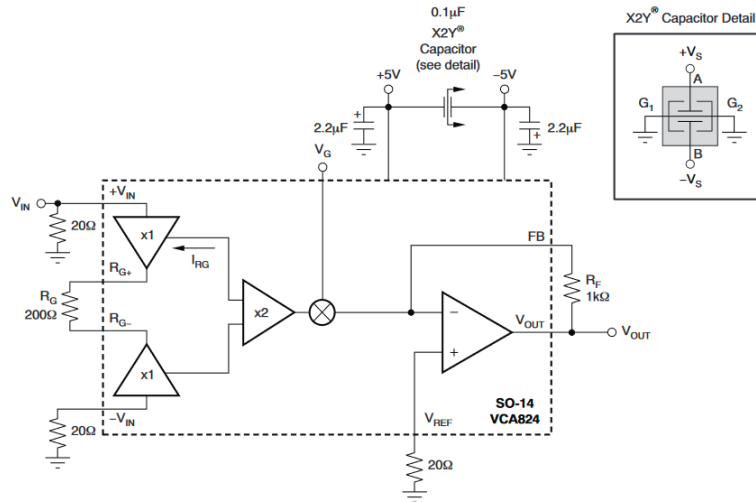 0.1μF
X2Y® Capacitor Detail
X2Y®
Capacitor
(see detail)
+5V
−5V
+VS
A
G1
G2
B
−VS
2.2μF
+
+
2.2μF
VG
VIN
+VIN
20Ω
x1
IRG
FB
RG+
RG
200Ω
RG−
x2
RF
1kΩ
−
+
VOUT
VOUT
x1
−VIN
20Ω
SO-14
VCA824
VREF
20Ω